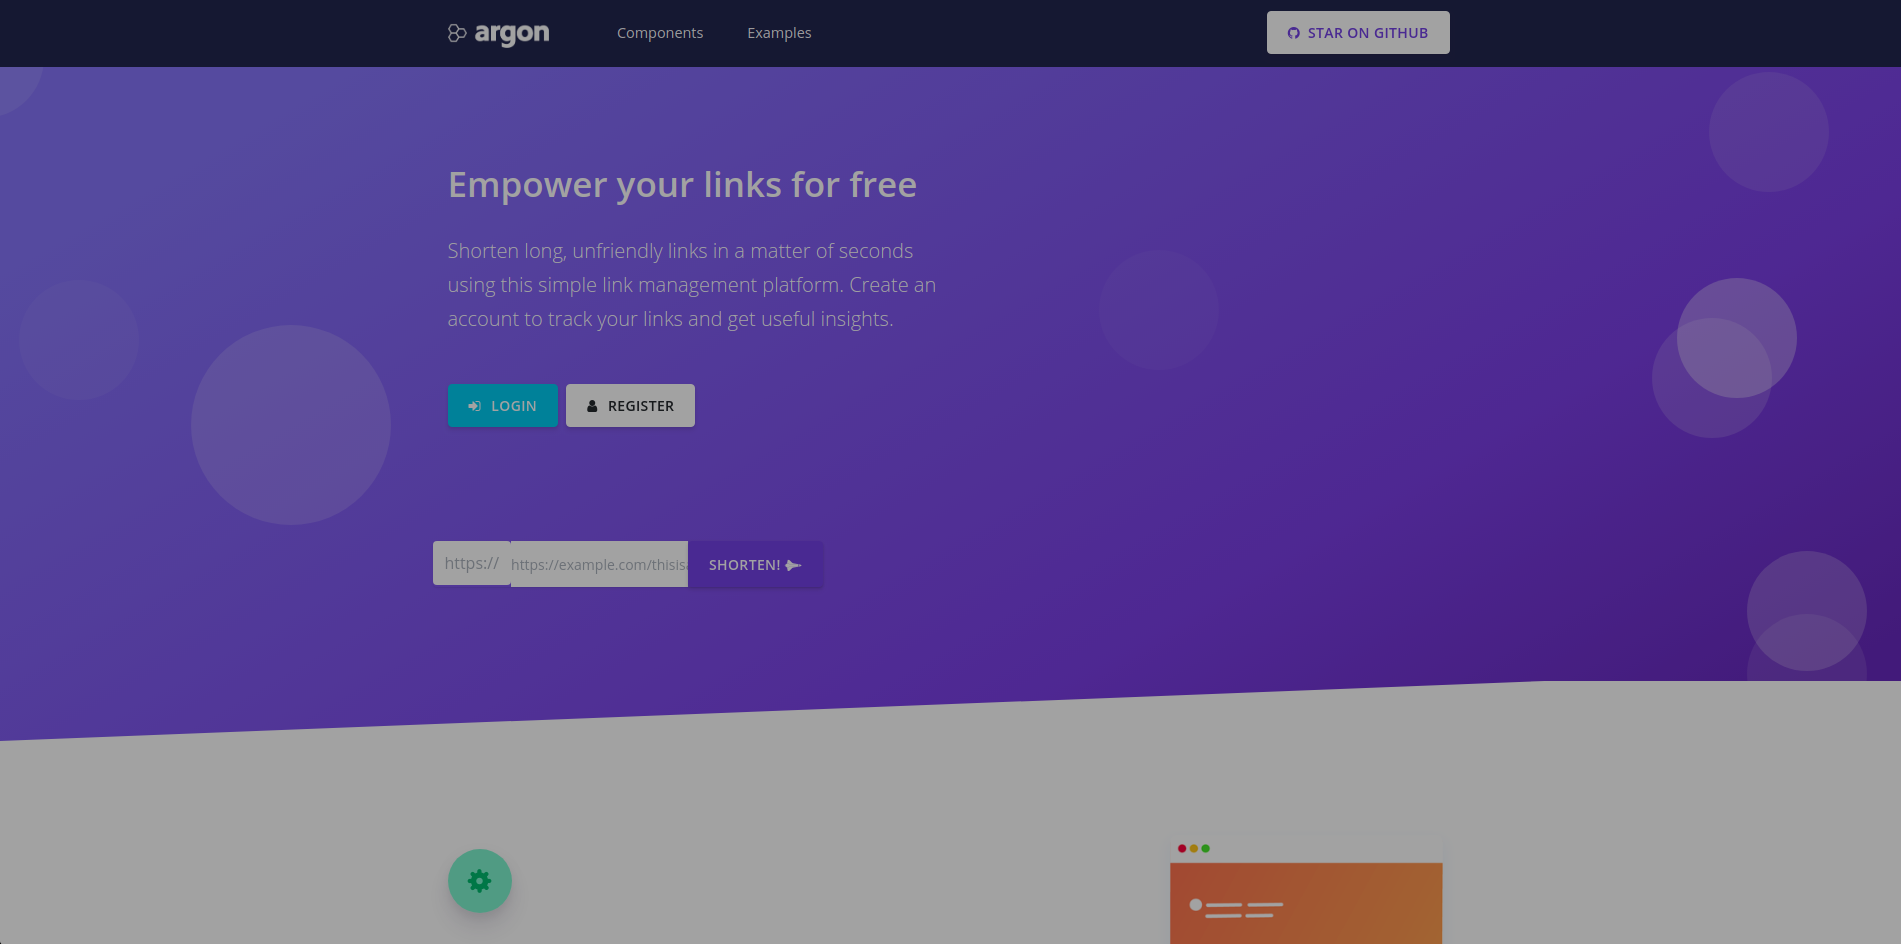 argon
Components
Examples
STAR ON GITHUB
Empower your links for free
Shorten long, unfriendly links in a matter of seconds
using this simple link management platform. Create an
account to track your links and get useful insights.
LOGIN
REGISTER
https://
https://example.com/thisis
SHORTEN!